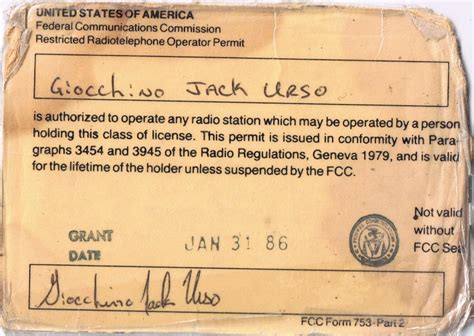 UNITED STATES OF AMERICA
Federal Communications Commission
Restricted Radiotelephone Operator Permit
Giocchino Jack Urso
is authorized to operate any radio station which may be operated by a person
holding this class of license. This permit is issued in conformity with Para-
graphs 3454 and 3945 of the Radio Regulations, Geneva 1979, and is valid
for the lifetime of the holder unless suspended by the FCC.
GRANT
DATE
JAN 31 86
Not valid
without
FCC Sea
Giocchino Jack Urso
FCC Form 753-Part 2